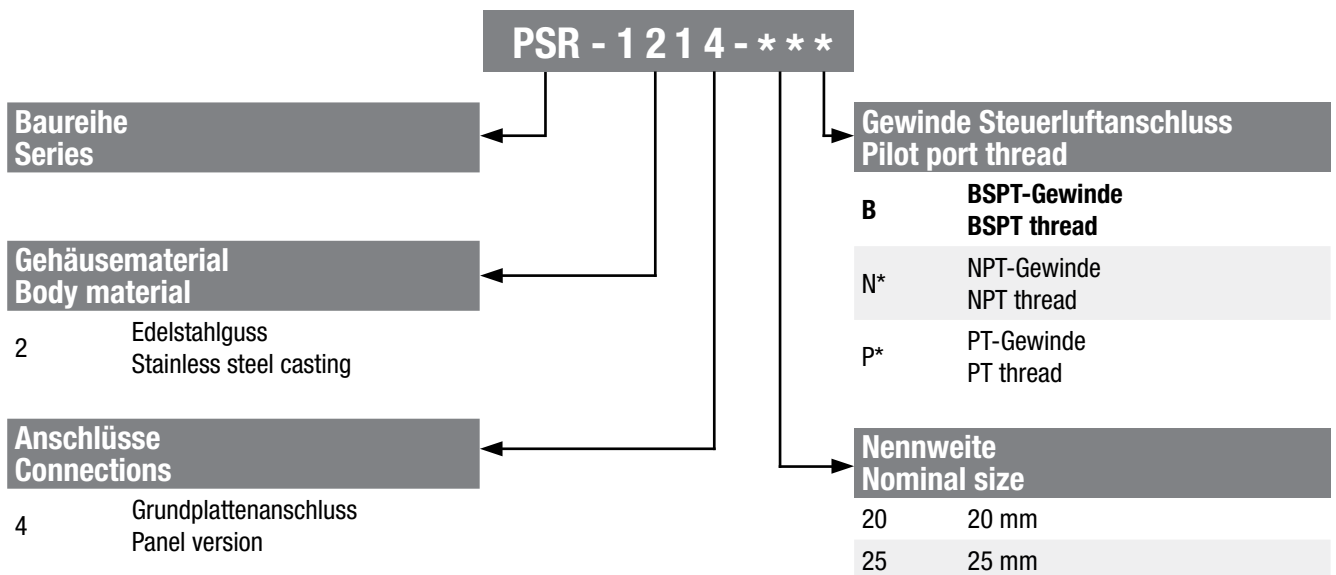 PSR - 1 2 1 4 - * * *
Baureihe
Series
Gehäusematerial
Body material
2 Edelstahlguss
Stainless steel casting
Anschlüsse
Connections
4 Grundplattenanschluss
Panel version
Gewinde Steuerluftanschluss
Pilot port thread
B BSPT-Gewinde
BSPT thread
N* NPT-Gewinde
NPT thread
P* PT-Gewinde
PT thread
Nennweite
Nominal size
20 20 mm
25 25 mm